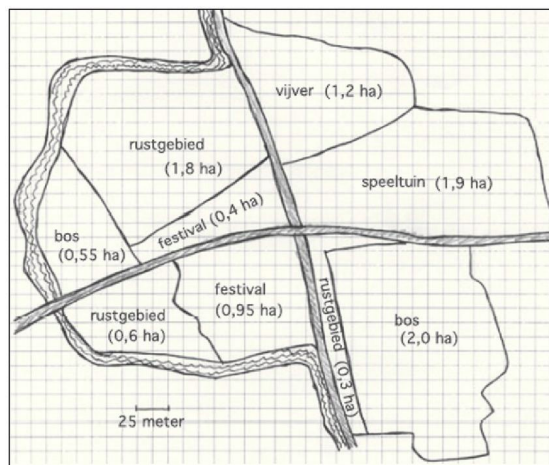 vijver (1,2 ha)
rustgebied
(1,8 ha)
speeltuin (1,9 ha)
festival (0,4 ha)
bos
(0,55 ha)
festival
(0,95 ha)
rustgebied
(0,6 ha)
rustgebied (0,3 ha)
bos
(2,0 ha)
25 meter